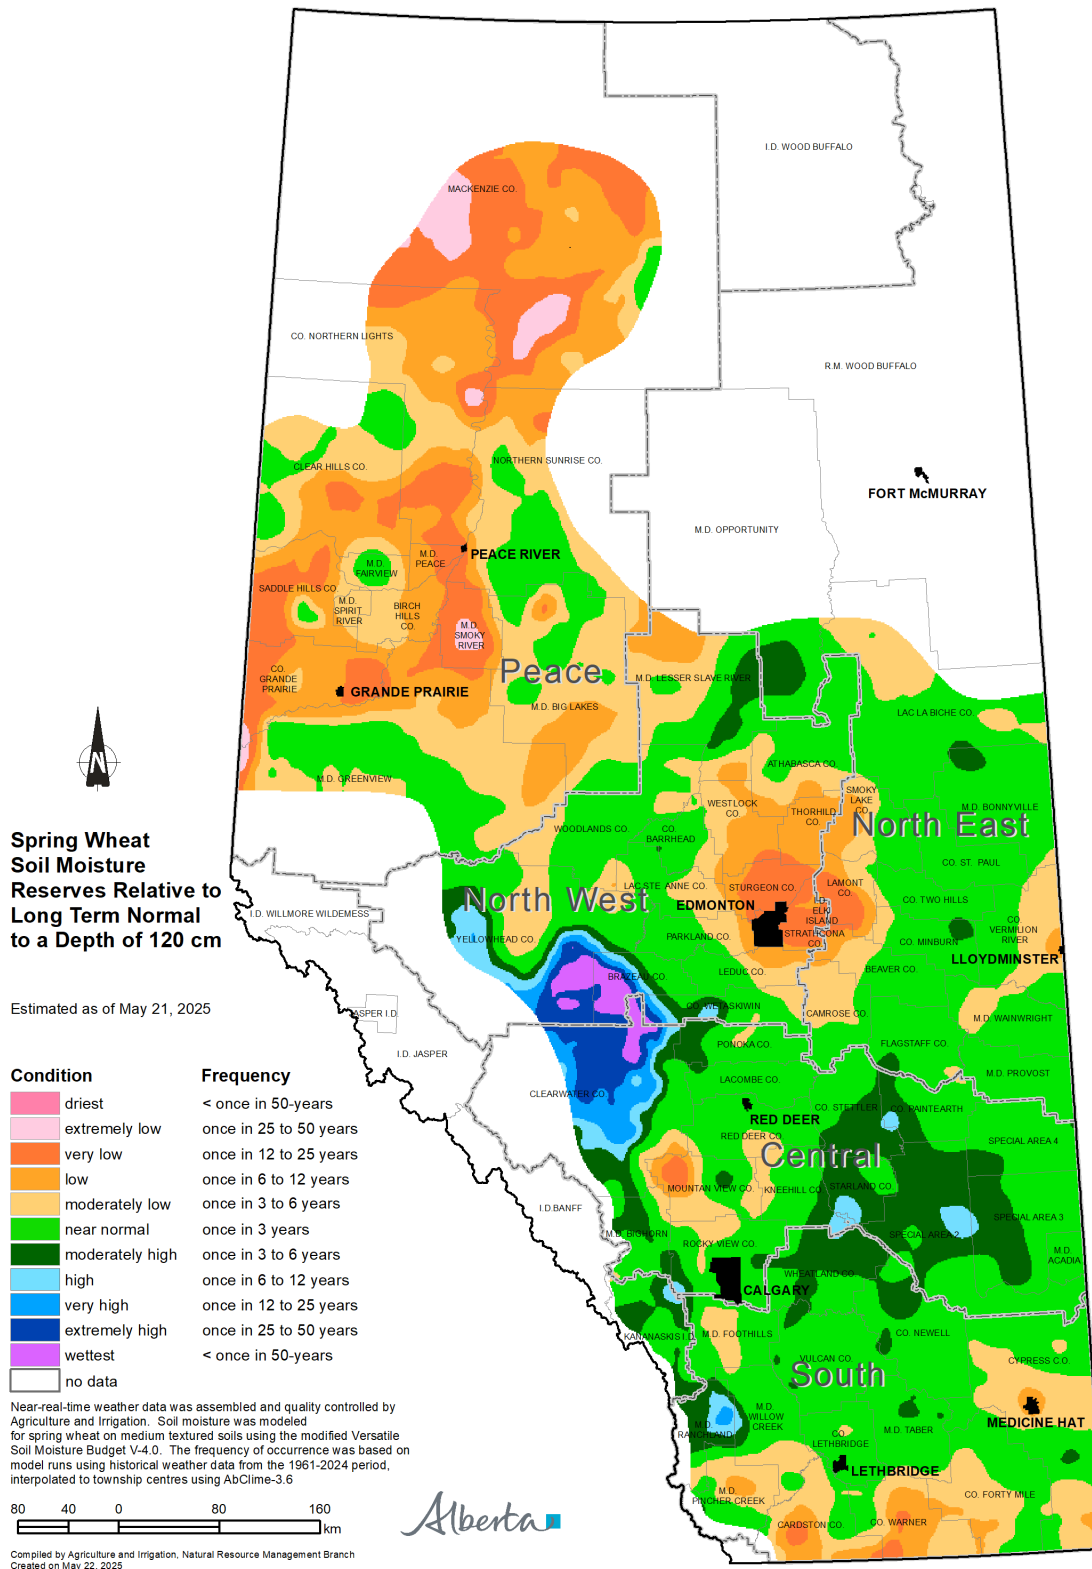 I.D. WOOD BUFFALO
MACKENZIE CO.
CO. NORTHERN LIGHTS
R.M. WOOD BUFFALO
CLEAR HILLS CO.
NORTHERN SUNRISE CO.
FORT McMURRAY
M.D. OPPORTUNITY
M.D.
PEACE
PEACE RIVER
M.D.
FAIRVIEW
SADDLE HILLS CO.
M.D.
SPIRIT
RIVER
BIRCH
HILLS
CO.
M.D.
SMOKY
RIVER
Peace
CO.
GRANDE
PRAIRIE
GRANDE PRAIRIE
M.D. LESSER SLAVE RIVER
M.D. BIG LAKES
LAC LA BICHE CO.
N
M.D. GREENVIEW
ATHABASCA CO.
WESTLOCK
CO.
THORHILD
CO.
SMOKY
LAKE
CO.
M.D. BONNYVILLE
North East
WOODLANDS CO.
CO.
BARRHEAD
CO. ST. PAUL
Spring Wheat
Soil Moisture
Reserves Relative to
Long Term Normal
to a Depth of 120 cm
North West
LAC STE ANNE CO.
STURGEON CO.
LAMONT
CO.
EDMONTON
I.D.
ELK
ISLAND
STRATHCONA
CO.
CO. TWO HILLS
I.D. WILLMORE WILDERNESS
YELLOWHEAD CO.
PARKLAND CO.
CO. MINBURN
CO.
VERMILION
RIVER
LLOYDMINSTER
BRAZEAU CO.
LEDUC CO.
BEAVER CO.
Estimated as of May 21, 2025
JASPER I.D.
CO. WETASKIWIN
CAMROSE CO.
M.D. WAINWRIGHT
I.D. JASPER
PONOKA CO.
FLAGSTAFF CO.
M.D. PROVOST
CLEARWATER CO.
LACOMBE CO.
RED DEER
CO. STETTLER
CO. PAINTEARTH
RED DEER CO.
SPECIAL AREA 4
Central
MOUNTAN VIEW CO.
KNEEHILL CO.
STARLAND CO.
I.D.BANFF
M.D. BIGHORN
ROCKY VIEW CO.
SPECIAL AREA 2
SPECIAL AREA 3
M.D.
ACADIA
WHEATLAND CO.
CALGARY
KANANASKIS I.D.
M.D. FOOTHILLS
CO. NEWELL
VULCAN CO.
South
CYPRESS C.O.
M.D.
RANCHLAND
M.D.
WILLOW
CREEK
MEDICINE HAT
CO.
LETHBRIDGE
M.D. TABER
LETHBRIDGE
M.D.
PINCHER CREEK
CO. FORTY MILE
CARDSTON CO.
CO. WARNER
Condition Frequency
driest < once in 50-years
extremely low once in 25 to 50 years
very low once in 12 to 25 years
low once in 6 to 12 years
moderately low once in 3 to 6 years
near normal once in 3 years
moderately high once in 3 to 6 years
high once in 6 to 12 years
very high once in 12 to 25 years
extremely high once in 25 to 50 years
wettest < once in 50-years
no data
Near-real-time weather data was assembled and quality controlled by
Agriculture and Irrigation. Soil moisture was modeled
for spring wheat on medium textured soils using the modified Versatile
Soil Moisture Budget V-4.0. The frequency of occurrence was based on
model runs using historical weather data from the 1961-2024 period,
interpolated to township centres using AbClime-3.6
80 40 0 80 160
km
Alberta
Compiled by Agriculture and Irrigation, Natural Resource Management Branch
Created on May 22, 2025